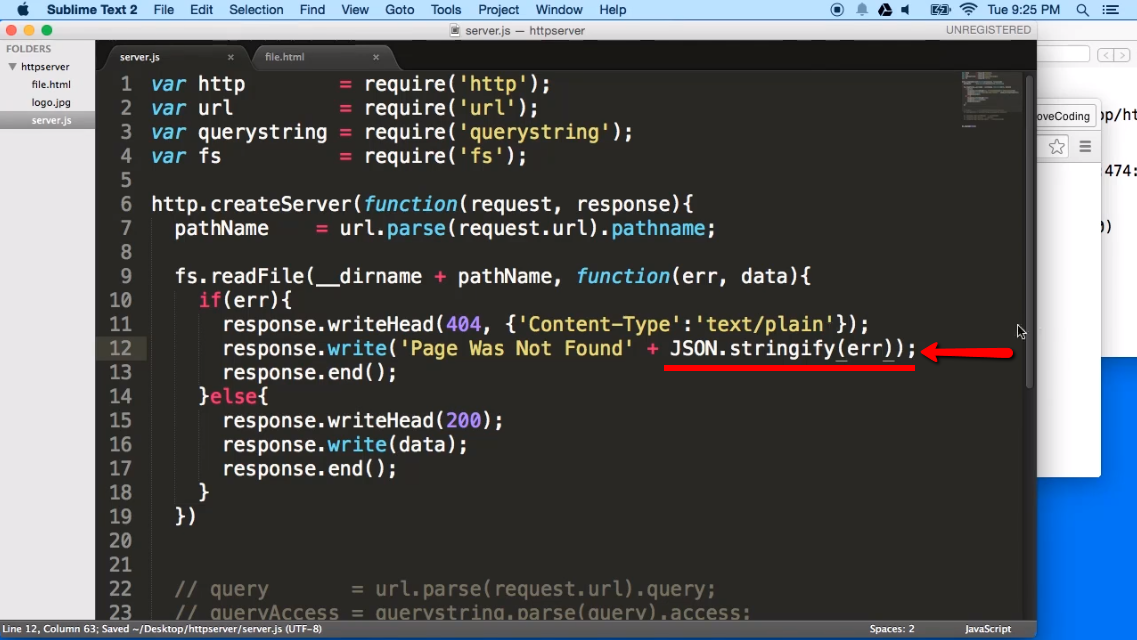 Sublime Text 2 File Edit Selection Find View Goto Tools Project Window Help Tue 9:25 PM
server.js — httpserver UNREGISTERED
FOLDERS
httpserver
file.html
logo.jpg
server.js
server.js × file.html ×
1 var http = require('http');
2 var url = require('url');
3 var querystring = require('querystring');
4 var fs = require('fs');
5
6 http.createServer(function(request, response){
7 pathName = url.parse(request.url).pathname;
8
9 fs.readFile(__dirname + pathName, function(err, data){
10 if(err){
11 response.writeHead(404, {'Content-Type':'text/plain'});
12 response.write('Page Was Not Found' + JSON.stringify(err));
13 response.end();
14 }else{
15 response.writeHead(200);
16 response.write(data);
17 response.end();
18 }
19 })
20
21
22 // query = url.parse(request.url).query;
23 // queryAccess = querystring.parse(query).access;
op/ht
oveCoding
474:
)
Line 12, Column 63; Saved ~/Desktop/httpserver/server.js (UTF-8) Spaces: 2 JavaScript